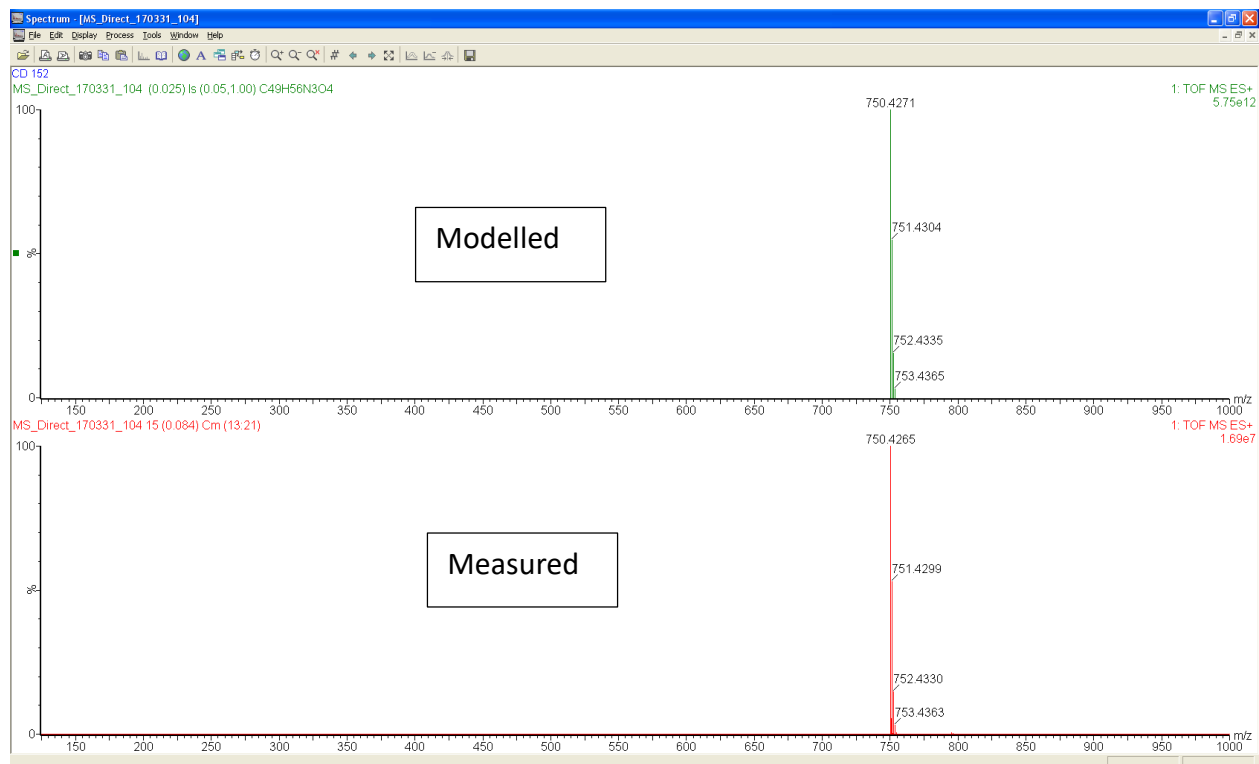 Spectrum - [MS_Direct_170331_104]
File Edit Display Process Tools Window Help
CD 152
MS_Direct_170331_104 (0.025) Is (0.05,1.00) C49H56N3O4
1: TOF MS ES+
5.75e12
100
%
0
750.4271
751.4304
752.4335
753.4365
Modelled
150 200 250 300 350 400 450 500 550 600 650 700 750 800 850 900 950 1000
m/z
MS_Direct_170331_104 15 (0.084) Cm (13:21)
1: TOF MS ES+
1.69e7
100
%
0
750.4265
751.4299
752.4330
753.4363
Measured
150 200 250 300 350 400 450 500 550 600 650 700 750 800 850 900 950 1000
m/z